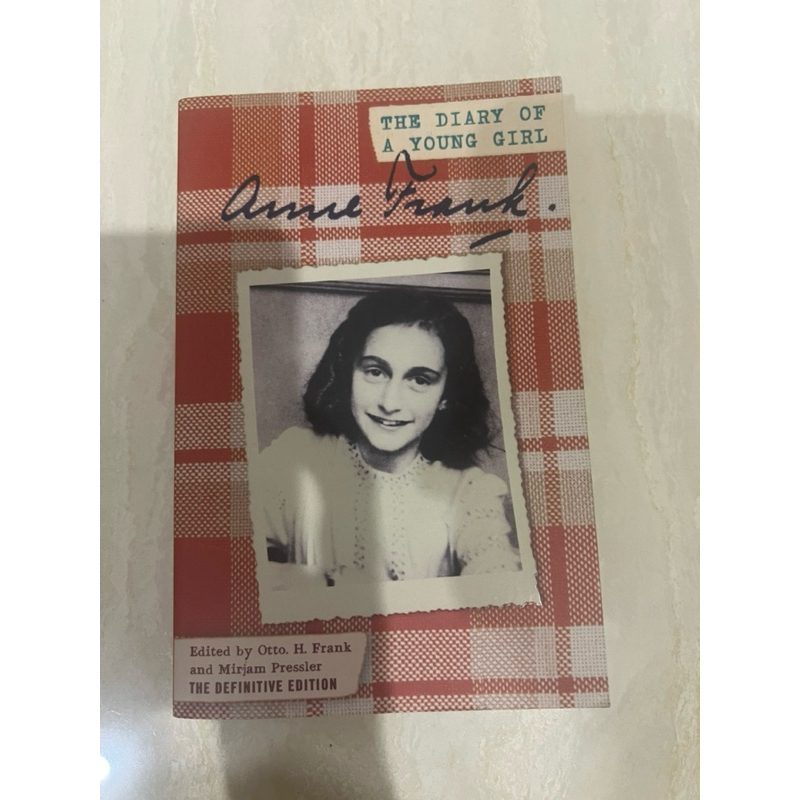 THE DIARY OF
A YOUNG GIRL
Anne Frank.
Edited by Otto. H. Frank
and Mirjam Pressler
THE DEFINITIVE EDITION